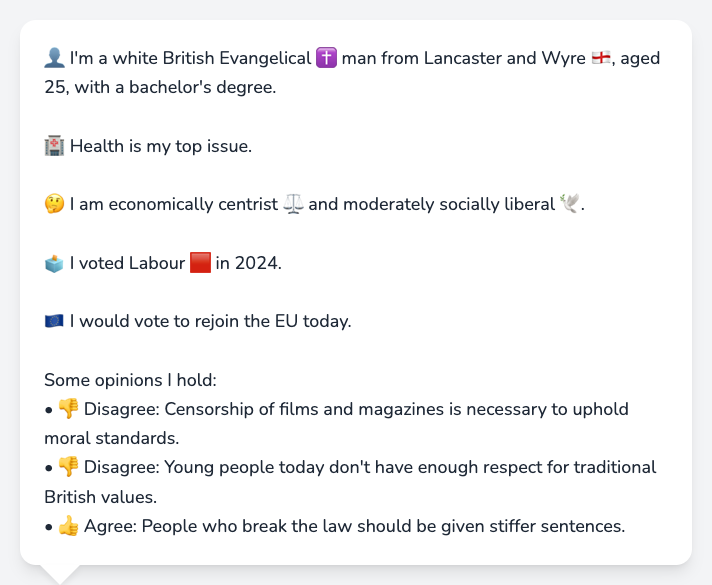 👤 I'm a white British Evangelical ✝️ man from Lancaster and Wyre 🏴󠁧󠁢󠁥󠁮󠁧󠁿, aged
25, with a bachelor's degree.
🏥 Health is my top issue.
🤔 I am economically centrist ⚖️ and moderately socially liberal 🕊️.
🗳️ I voted Labour 🟥 in 2024.
🇪🇺 I would vote to rejoin the EU today.
Some opinions I hold:
• 👎 Disagree: Censorship of films and magazines is necessary to uphold
moral standards.
• 👎 Disagree: Young people today don't have enough respect for traditional
British values.
• 👍 Agree: People who break the law should be given stiffer sentences.